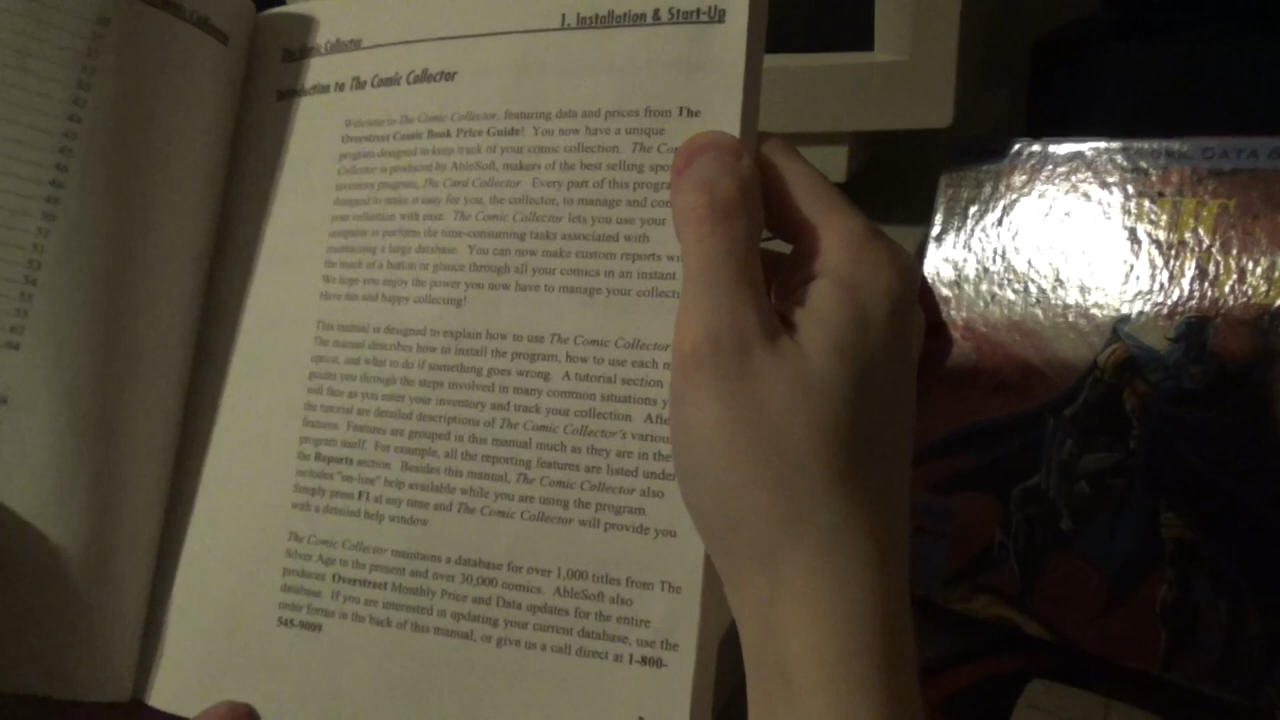 1. Installation & Start-Up
The Comic Collector
Introduction to The Comic Collector
Welcome to The Comic Collector, featuring data and prices from The
Overstreet Comic Book Price Guide! You now have a unique
program designed to keep track of your comic collection. The Co
Collector is produced by AbleSoft, makers of the best selling spo
inventory program, The Card Collector. Every part of this progra
designed to make it easy for you, the collector, to manage and con
your collection with ease. The Comic Collector lets you use your
computer to perform the time-consuming tasks associated with
maintaining a large database. You can now make custom reports wi
the touch of a button or glance through all your comics in an instant.
We hope you enjoy the power you now have to manage your collecti
Have fun and happy collecting!
This manual is designed to explain how to use The Comic Collector
The manual describes how to install the program, how to use each m
option, and what to do if something goes wrong. A tutorial section
guides you through the steps involved in many common situations y
will face as you enter your inventory and track your collection. Afte
the tutorial are detailed descriptions of The Comic Collector's variou
features. Features are grouped in this manual much as they are in the
program itself. For example, all the reporting features are listed under
the Reports section. Besides this manual, The Comic Collector also
includes "on-line" help available while you are using the program.
Simply press F1 at any time and The Comic Collector will provide you
with a detailed help window.
The Comic Collector maintains a database for over 1,000 titles from The
Silver Age to the present and over 30,000 comics. AbleSoft also
produces Overstreet Monthly Price and Data updates for the entire
database. If you are interested in updating your current database, use the
order forms in the back of this manual, or give us a call direct at 1-800-
545-9009
DATA &